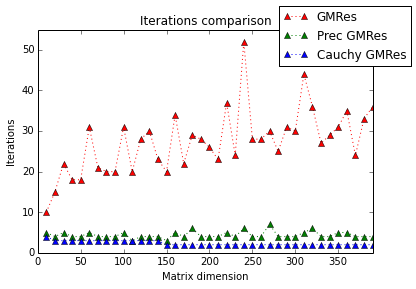 Iterations comparison
GMRes
Prec GMRes
Cauchy GMRes
Iterations
50
40
30
20
10
0
0 50 100 150 200 250 300 350
Matrix dimension